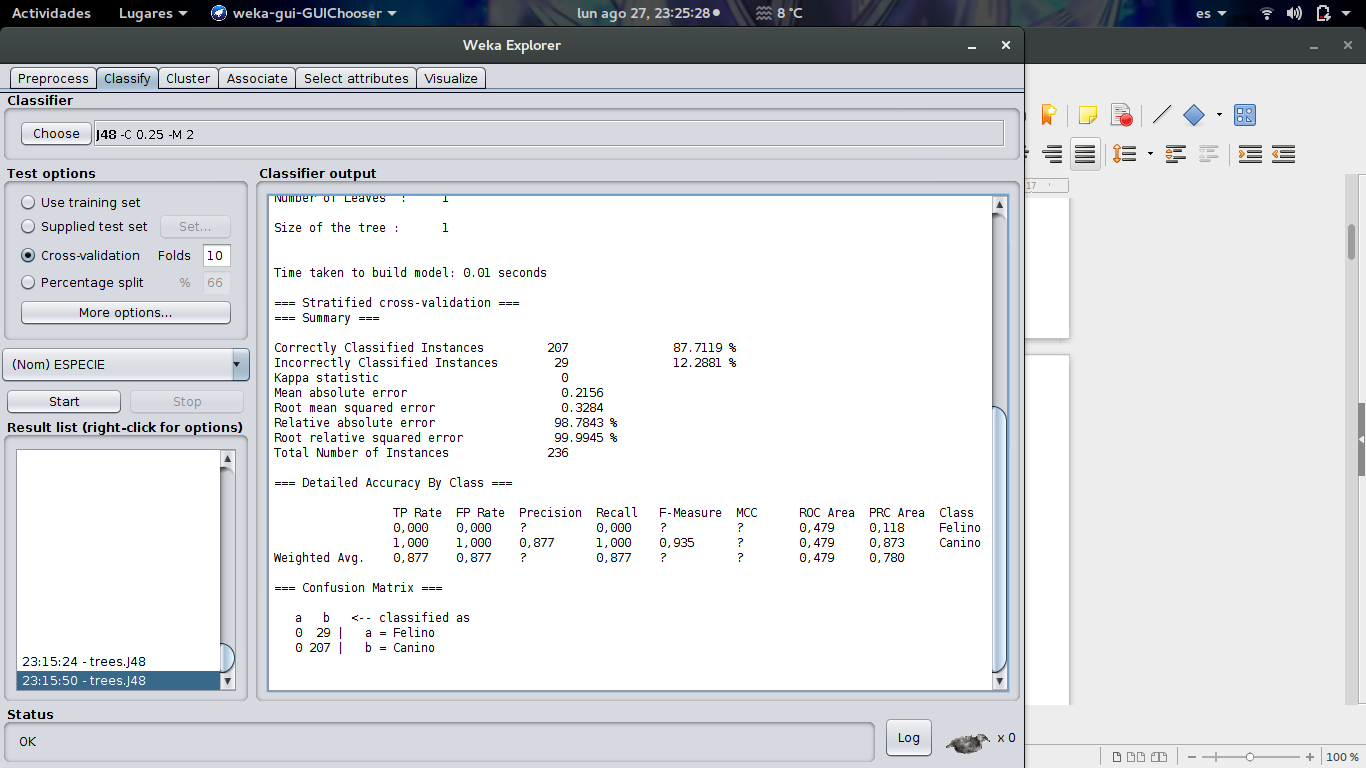 Actividades Lugares weka-gui-GUIChooser lun ago 27, 23:25:28 8 °C es
Weka Explorer
Preprocess Classify Cluster Associate Select attributes Visualize
Classifier
Choose J48 -C 0.25 -M 2
Test options
Use training set
Supplied test set Set...
Cross-validation Folds 10
Percentage split % 66
More options...
(Nom) ESPECIE
Start Stop
Result list (right-click for options)
23:15:24 - trees.J48
23:15:50 - trees.J48
Classifier output
Number of Leaves : 1
Size of the tree : 1
Time taken to build model: 0.01 seconds
=== Stratified cross-validation ===
=== Summary ===
Correctly Classified Instances 207 87.7119 %
Incorrectly Classified Instances 29 12.2881 %
Kappa statistic 0
Mean absolute error 0.2156
Root mean squared error 0.3284
Relative absolute error 98.7843 %
Root relative squared error 99.9945 %
Total Number of Instances 236
=== Detailed Accuracy By Class ===
TP Rate FP Rate Precision Recall F-Measure MCC ROC Area PRC Area Class
0,000 0,000 ? 0,000 ? ? 0,479 0,118 Felino
1,000 1,000 0,877 1,000 0,935 ? 0,479 0,873 Canino
Weighted Avg. 0,877 0,877 ? 0,877 ? ? 0,479 0,780
=== Confusion Matrix ===
a b <-- classified as
0 29 | a = Felino
0 207 | b = Canino
Status
OK
Log x 0
17
100 %